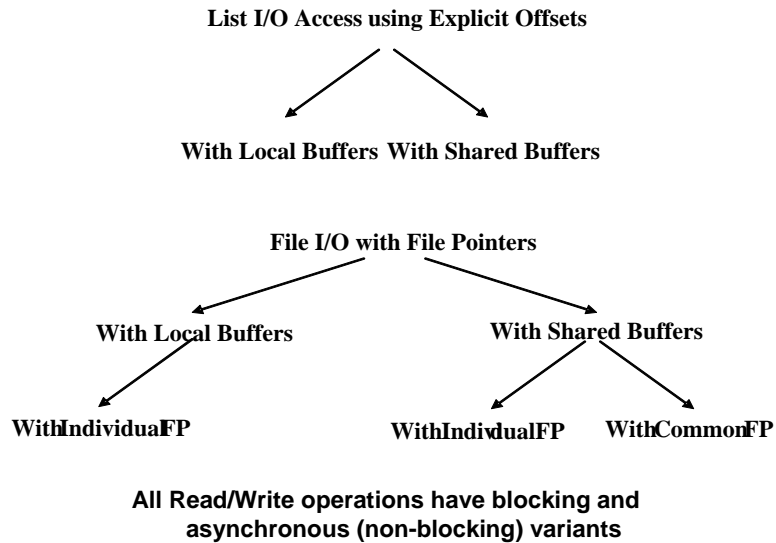 List I/O Access using Explicit Offsets
With Local Buffers With Shared Buffers
File I/O with File Pointers
With Local Buffers With Shared Buffers
WithIndividualFP WithIndividualFP WithCommonFP
All Read/Write operations have blocking and
asynchronous (non-blocking) variants